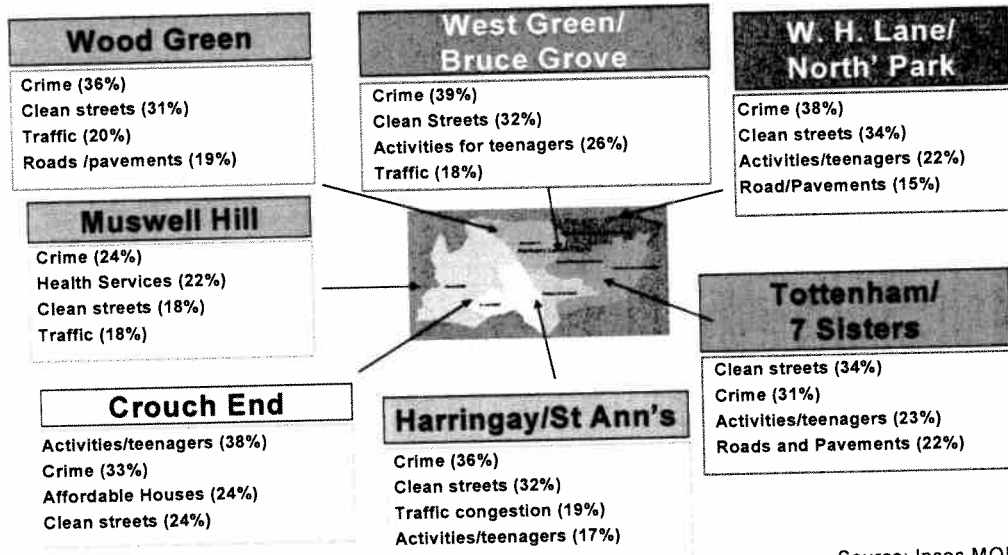 Wood Green
Crime (36%)
Clean streets (31%)
Traffic (20%)
Roads /pavements (19%)
West Green/
Bruce Grove
Crime (39%)
Clean Streets (32%)
Activities for teenagers (26%)
Traffic (18%)
W. H. Lane/
North' Park
Crime (38%)
Clean streets (34%)
Activities/teenagers (22%)
Road/Pavements (15%)
Muswell Hill
Crime (24%)
Health Services (22%)
Clean streets (18%)
Traffic (18%)
Tottenham/
7 Sisters
Clean streets (34%)
Crime (31%)
Activities/teenagers (23%)
Roads and Pavements (22%)
Crouch End
Activities/teenagers (38%)
Crime (33%)
Affordable Houses (24%)
Clean streets (24%)
Harringay/St Ann's
Crime (36%)
Clean streets (32%)
Traffic congestion (19%)
Activities/teenagers (17%)
Source: Ipsos